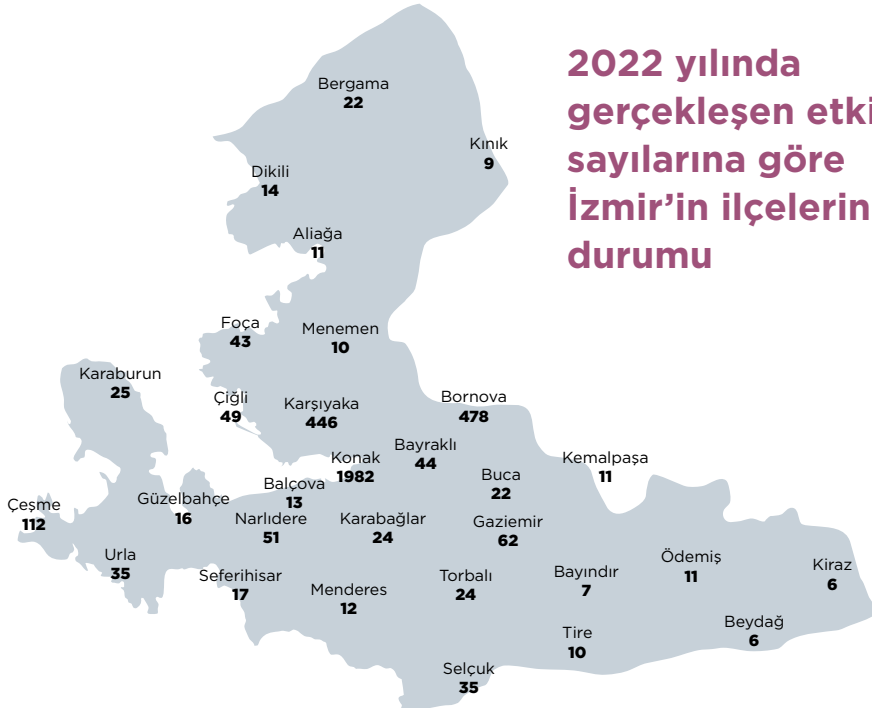 2022 yılında
gerçekleşen etki
sayılarına göre
İzmir’in ilçelerin
durumu
Bergama
22
Kınık
9
Dikili
14
Aliağa
11
Foça
43
Menemen
10
Karaburun
25
Çiğli
49
Karşıyaka
446
Bornova
478
Bayraklı
44
Konak
1982
Kemalpaşa
11
Buca
22
Balçova
13
Güzelbahçe
16
Çeşme
112
Narlıdere
51
Karabağlar
24
Gaziemir
62
Urla
35
Seferihisar
17
Menderes
12
Torbalı
24
Bayındır
7
Ödemiş
11
Kiraz
6
Beydağ
6
Tire
10
Selçuk
35